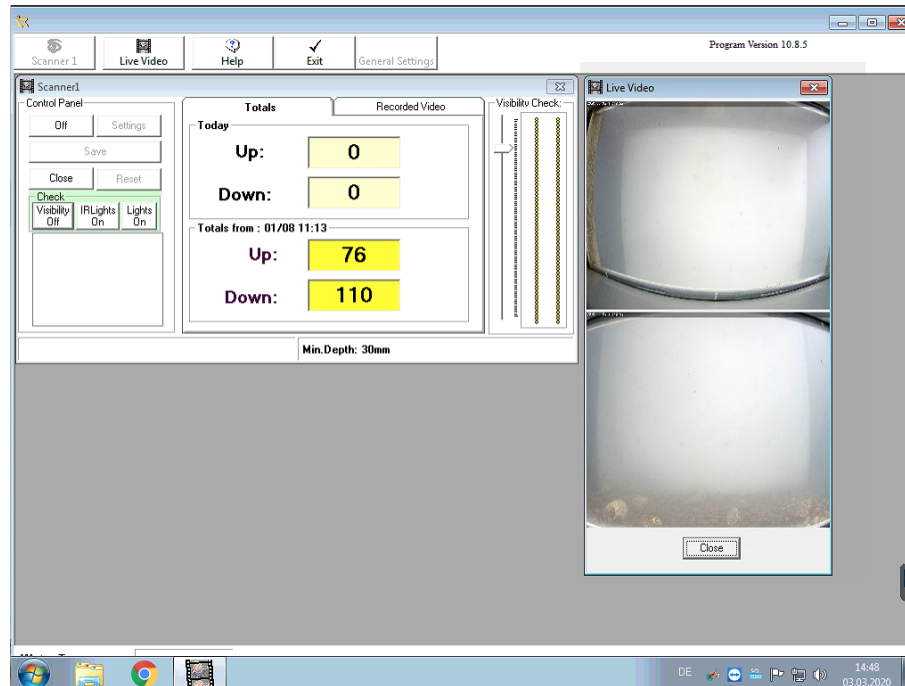 Scanner 1
Live Video
Help
Exit
General Settings
Program Version 10.8.5
Scanner1
Control Panel
Off
Settings
Save
Close
Reset
Check
Visibility
Off
IRLights
On
Lights
On
Totals
Recorded Video
Today
Up:
0
Down:
0
Totals from : 01/08 11:13
Up:
76
Down:
110
Visibility Check:
Min.Depth: 30mm
Live Video
Close
DE
14:48
03.03.2020